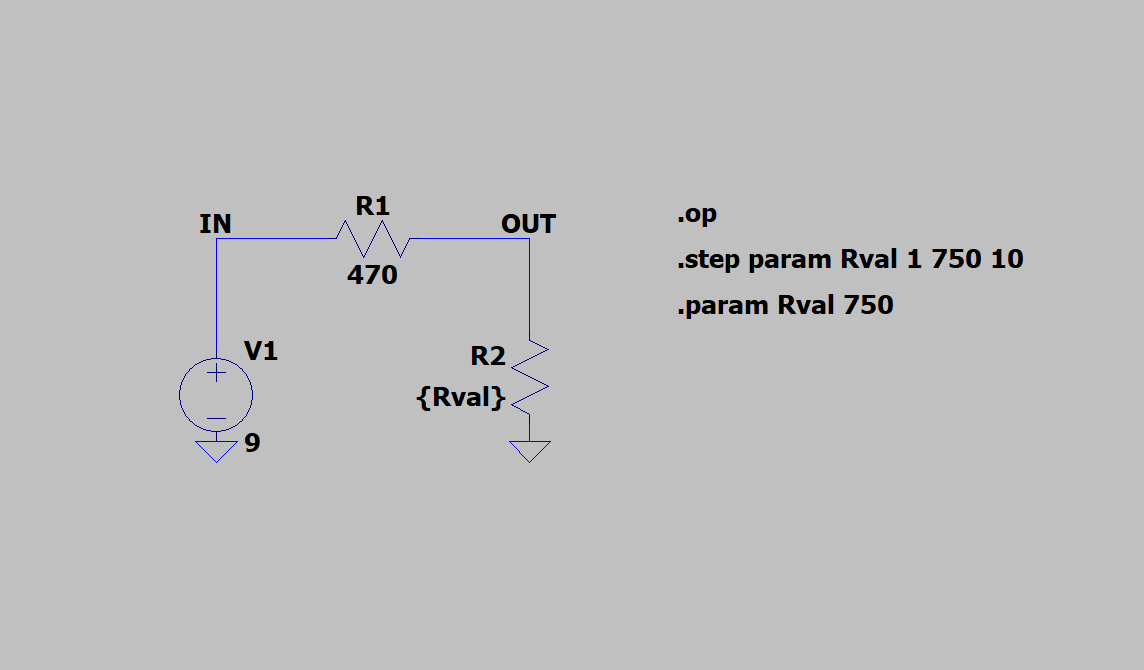 R1
IN
OUT
470
V1
R2
{Rval}
9
.op
.step param Rval 1 750 10
.param Rval 750